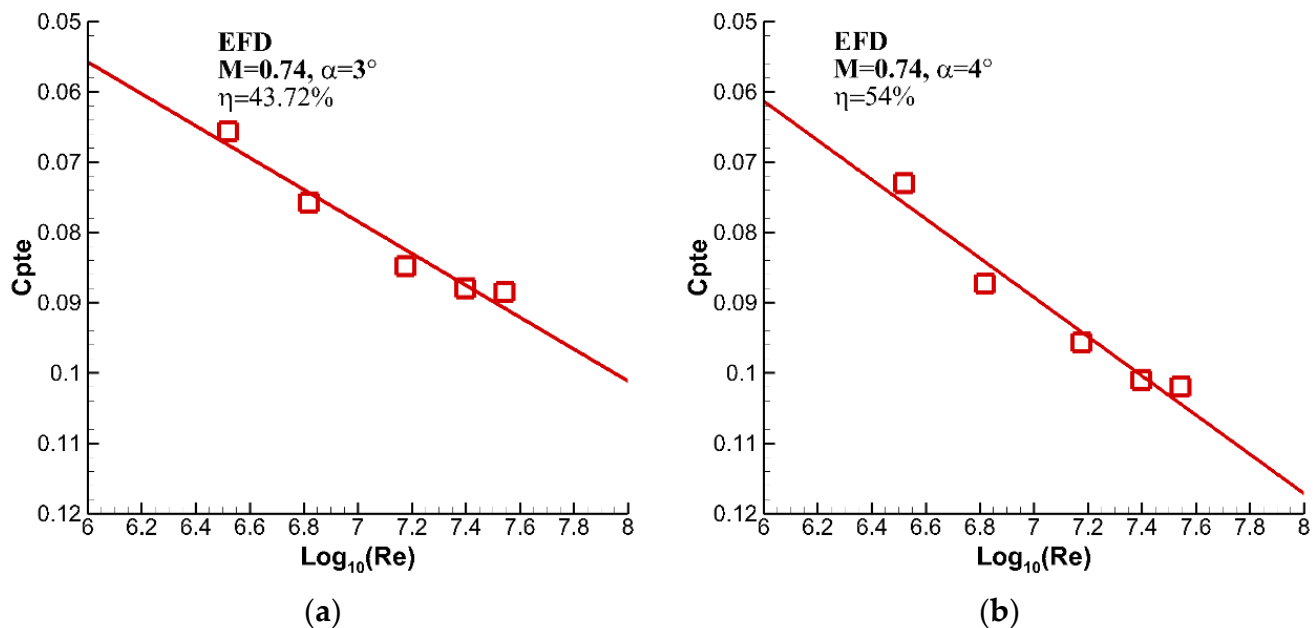 EFD
M=0.74, α=3°
η=43.72%
0.05
0.06
0.07
0.08
0.09
0.1
0.11
0.12
Cpte
6 6.2 6.4 6.6 6.8 7 7.2 7.4 7.6 7.8 8
Log₁₀(Re)
(a)
EFD
M=0.74, α=4°
η=54%
0.05
0.06
0.07
0.08
0.09
0.1
0.11
0.12
Cpte
6 6.2 6.4 6.6 6.8 7 7.2 7.4 7.6 7.8 8
Log₁₀(Re)
(b)